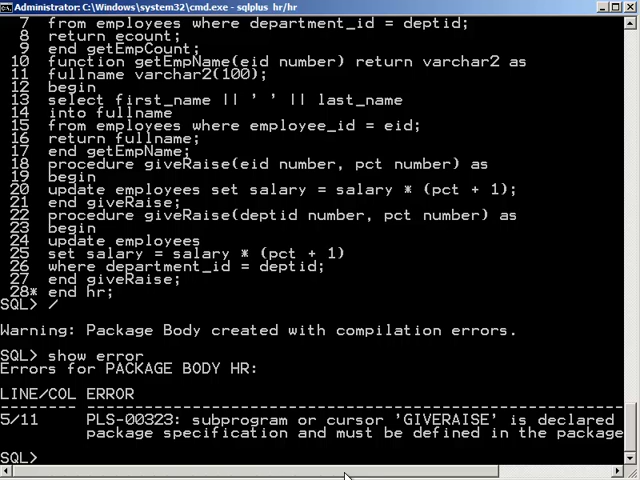 Administrator: C:\Windows\system32\cmd.exe - sqlplus hr/hr
7 from employees where department_id = deptid;
8 return ecount;
9 end getEmpCount;
10 function getEmpName(eid number) return varchar2 as
11 fullname varchar2(100);
12 begin
13 select first_name || ' ' || last_name
14 into fullname
15 from employees where employee_id = eid;
16 return fullname;
17 end getEmpName;
18 procedure giveRaise(eid number, pct number) as
19 begin
20 update employees set salary = salary * (pct + 1);
21 end giveRaise;
22 procedure giveRaise(deptid number, pct number) as
23 begin
24 update employees
25 set salary = salary * (pct + 1)
26 where department_id = deptid;
27 end giveRaise;
28* end hr;
SQL> /
Warning: Package Body created with compilation errors.
SQL> show error
Errors for PACKAGE BODY HR:
LINE/COL ERROR
-------- -----------------------------------------------------------------
5/11 PLS-00323: subprogram or cursor 'GIVERAISE' is declared
package specification and must be defined in the package
SQL>